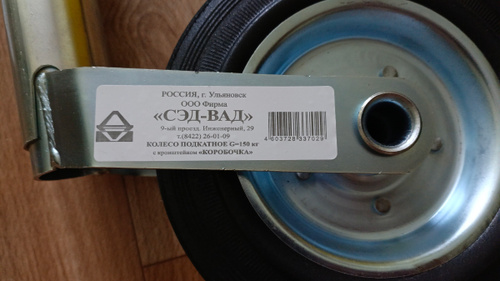 РОССИЯ, г. Ульяновск
ООО Фирма
«СЭД-ВАД»
9-ый проезд Инженерный, 29
т.(8422) 26-01-09
КОЛЕСО ПОДКАТНОЕ G=150 кг
с кронштейном «КОРОБОЧКА»
4603728337028